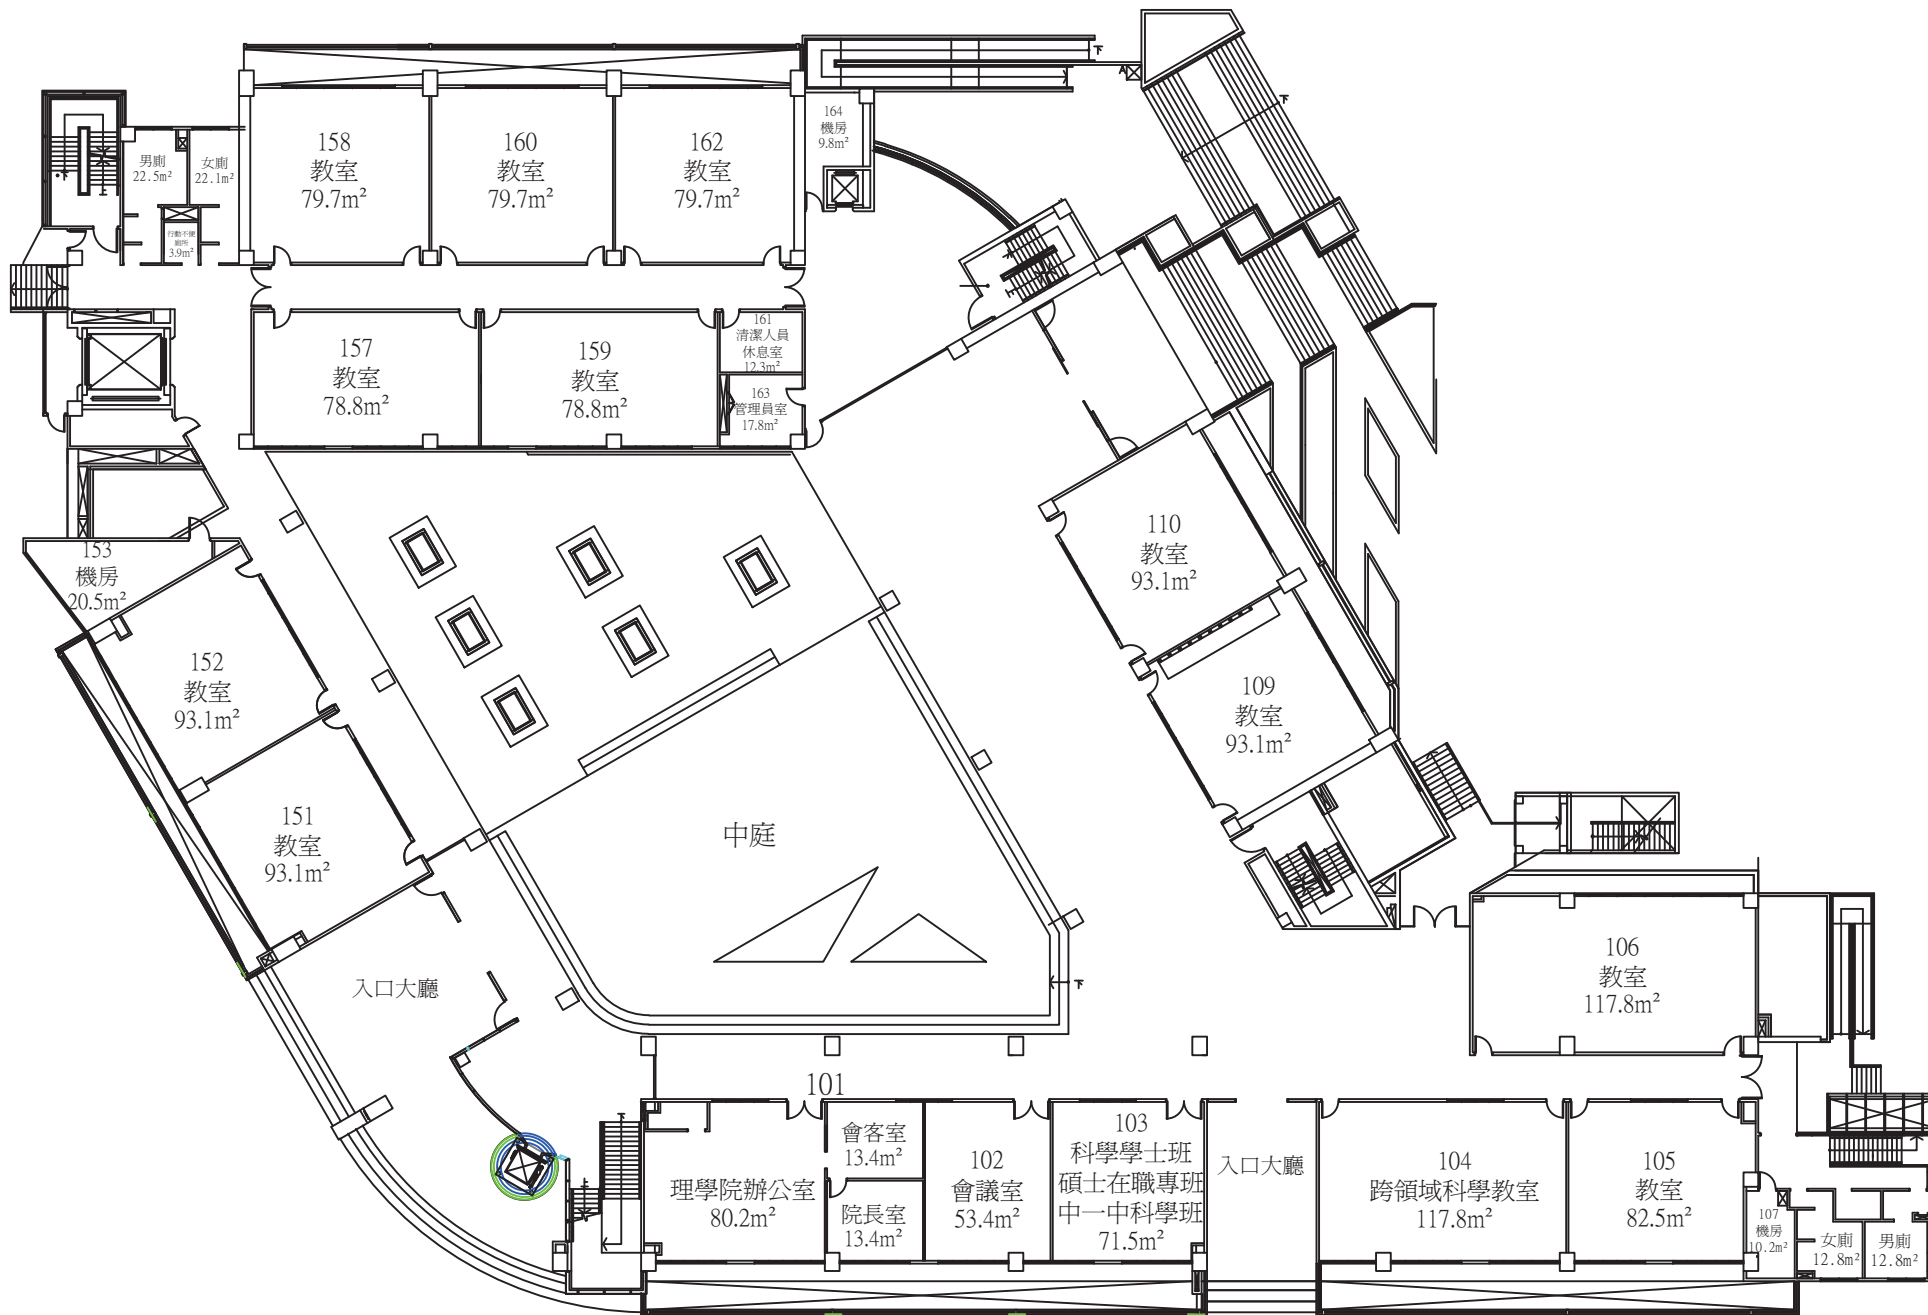 下
A
下
164
機房
9.8m²
158
教室
79.7m²
160
教室
79.7m²
162
教室
79.7m²
男廁
22.5m²
女廁
22.1m²
行動不便
廁所
3.9m²
157
教室
78.8m²
159
教室
78.8m²
161
清潔人員
休息室
12.3m²
163
管理員室
17.8m²
153
機房
20.5m²
110
教室
93.1m²
152
教室
93.1m²
109
教室
93.1m²
151
教室
93.1m²
中庭
106
教室
117.8m²
入口大廳
下
101
下
理學院辦公室
80.2m²
會客室
13.4m²
院長室
13.4m²
102
會議室
53.4m²
103
科學學士班
碩士在職專班
中一中科學班
71.5m²
入口大廳
104
跨領域科學教室
117.8m²
105
教室
82.5m²
107
機房
10.2m²
女廁
12.8m²
男廁
12.8m²